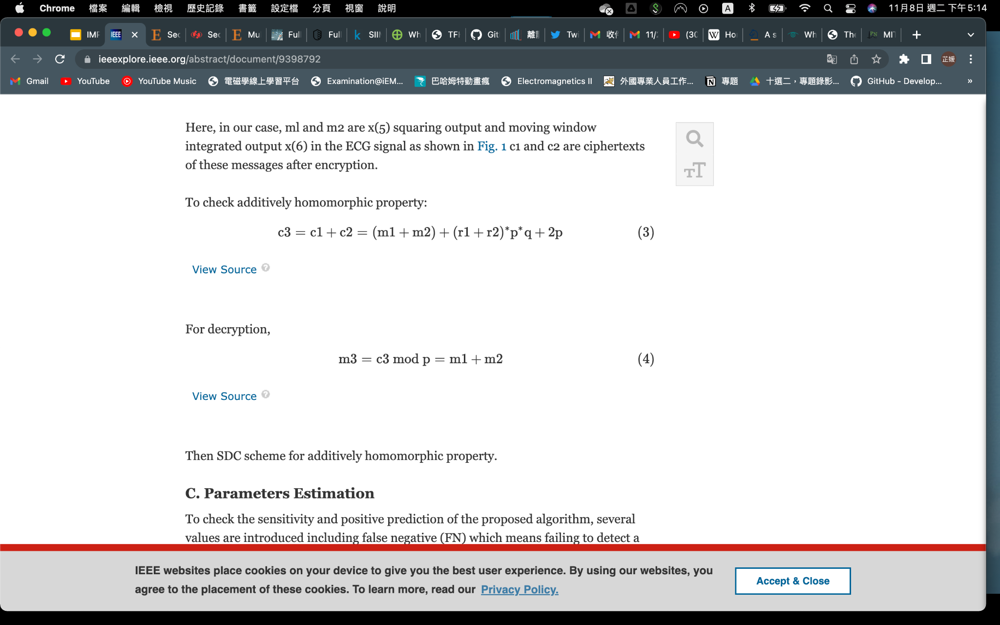 Chrome 檔案 編輯 檢視 歷史記錄 書籤 設定檔 分頁 視窗 說明 A 11月8日 週二 下午5:14
IMF IEEE Sec Sec Mu Full Full k SIII Wh TFI Git 離散 Twi 收件 11/2 (30 W Ho A s Wh The PN MIT
ieeexplore.ieee.org/abstract/document/9398792 芷媛
Gmail YouTube YouTube Music 電磁學線上學習平台 Examination@iEM... 巴哈姆特動畫瘋 Electromagnetics II 外國專業人員工作... 專題 十選二，專題錄影... GitHub - Develop... »
Here, in our case, ml and m2 are x(5) squaring output and moving window
integrated output x(6) in the ECG signal as shown in Fig. 1 c1 and c2 are ciphertexts
of these messages after encryption.
To check additively homomorphic property:
c3 = c1 + c2 = (m1 + m2) + (r1 + r2)*p*q + 2p (3)
View Source ?
For decryption,
m3 = c3 mod p = m1 + m2 (4)
View Source ?
Then SDC scheme for additively homomorphic property.
C. Parameters Estimation
To check the sensitivity and positive prediction of the proposed algorithm, several
values are introduced including false negative (FN) which means failing to detect a
IEEE websites place cookies on your device to give you the best user experience. By using our websites, you
agree to the placement of these cookies. To learn more, read our Privacy Policy.
Accept & Close